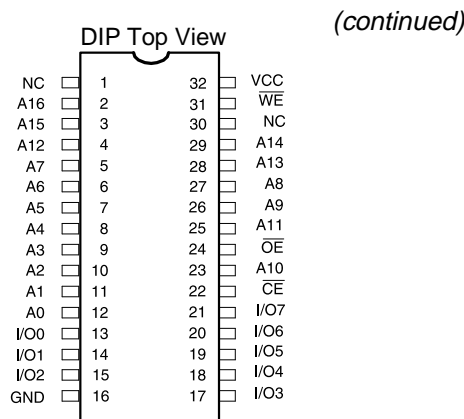 (continued)
DIP Top View
NC 1 32 VCC
A16 2 31 W̅E̅
A15 3 30 NC
A12 4 29 A14
A7 5 28 A13
A6 6 27 A8
A5 7 26 A9
A4 8 25 A11
A3 9 24 O̅E̅
A2 10 23 A10
A1 11 22 C̅E̅
A0 12 21 I/O7
I/O0 13 20 I/O6
I/O1 14 19 I/O5
I/O2 15 18 I/O4
GND 16 17 I/O3